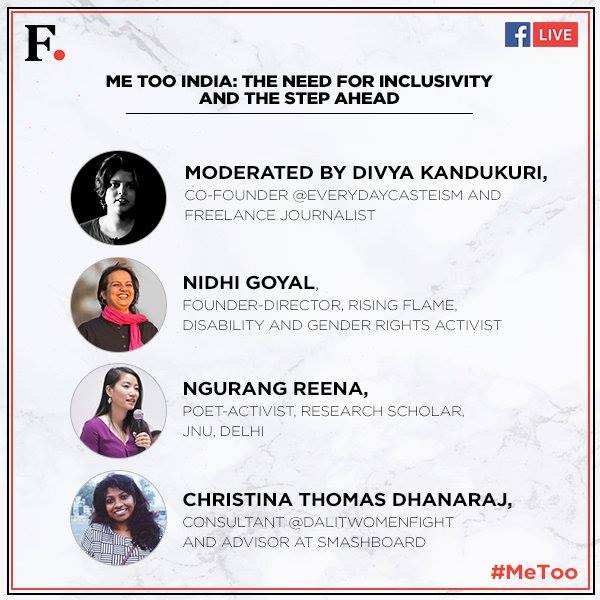 F.
f LIVE
ME TOO INDIA: THE NEED FOR INCLUSIVITY
AND THE STEP AHEAD
MODERATED BY DIVYA KANDUKURI,
CO-FOUNDER @EVERYDAYCASTEISM AND
FREELANCE JOURNALIST
NIDHI GOYAL,
FOUNDER-DIRECTOR, RISING FLAME,
DISABILITY AND GENDER RIGHTS ACTIVIST
NGURANG REENA,
POET-ACTIVIST, RESEARCH SCHOLAR,
JNU, DELHI
CHRISTINA THOMAS DHANARAJ,
CONSULTANT @DALITWOMENFIGHT
AND ADVISOR AT SMASHBOARD
#MeToo